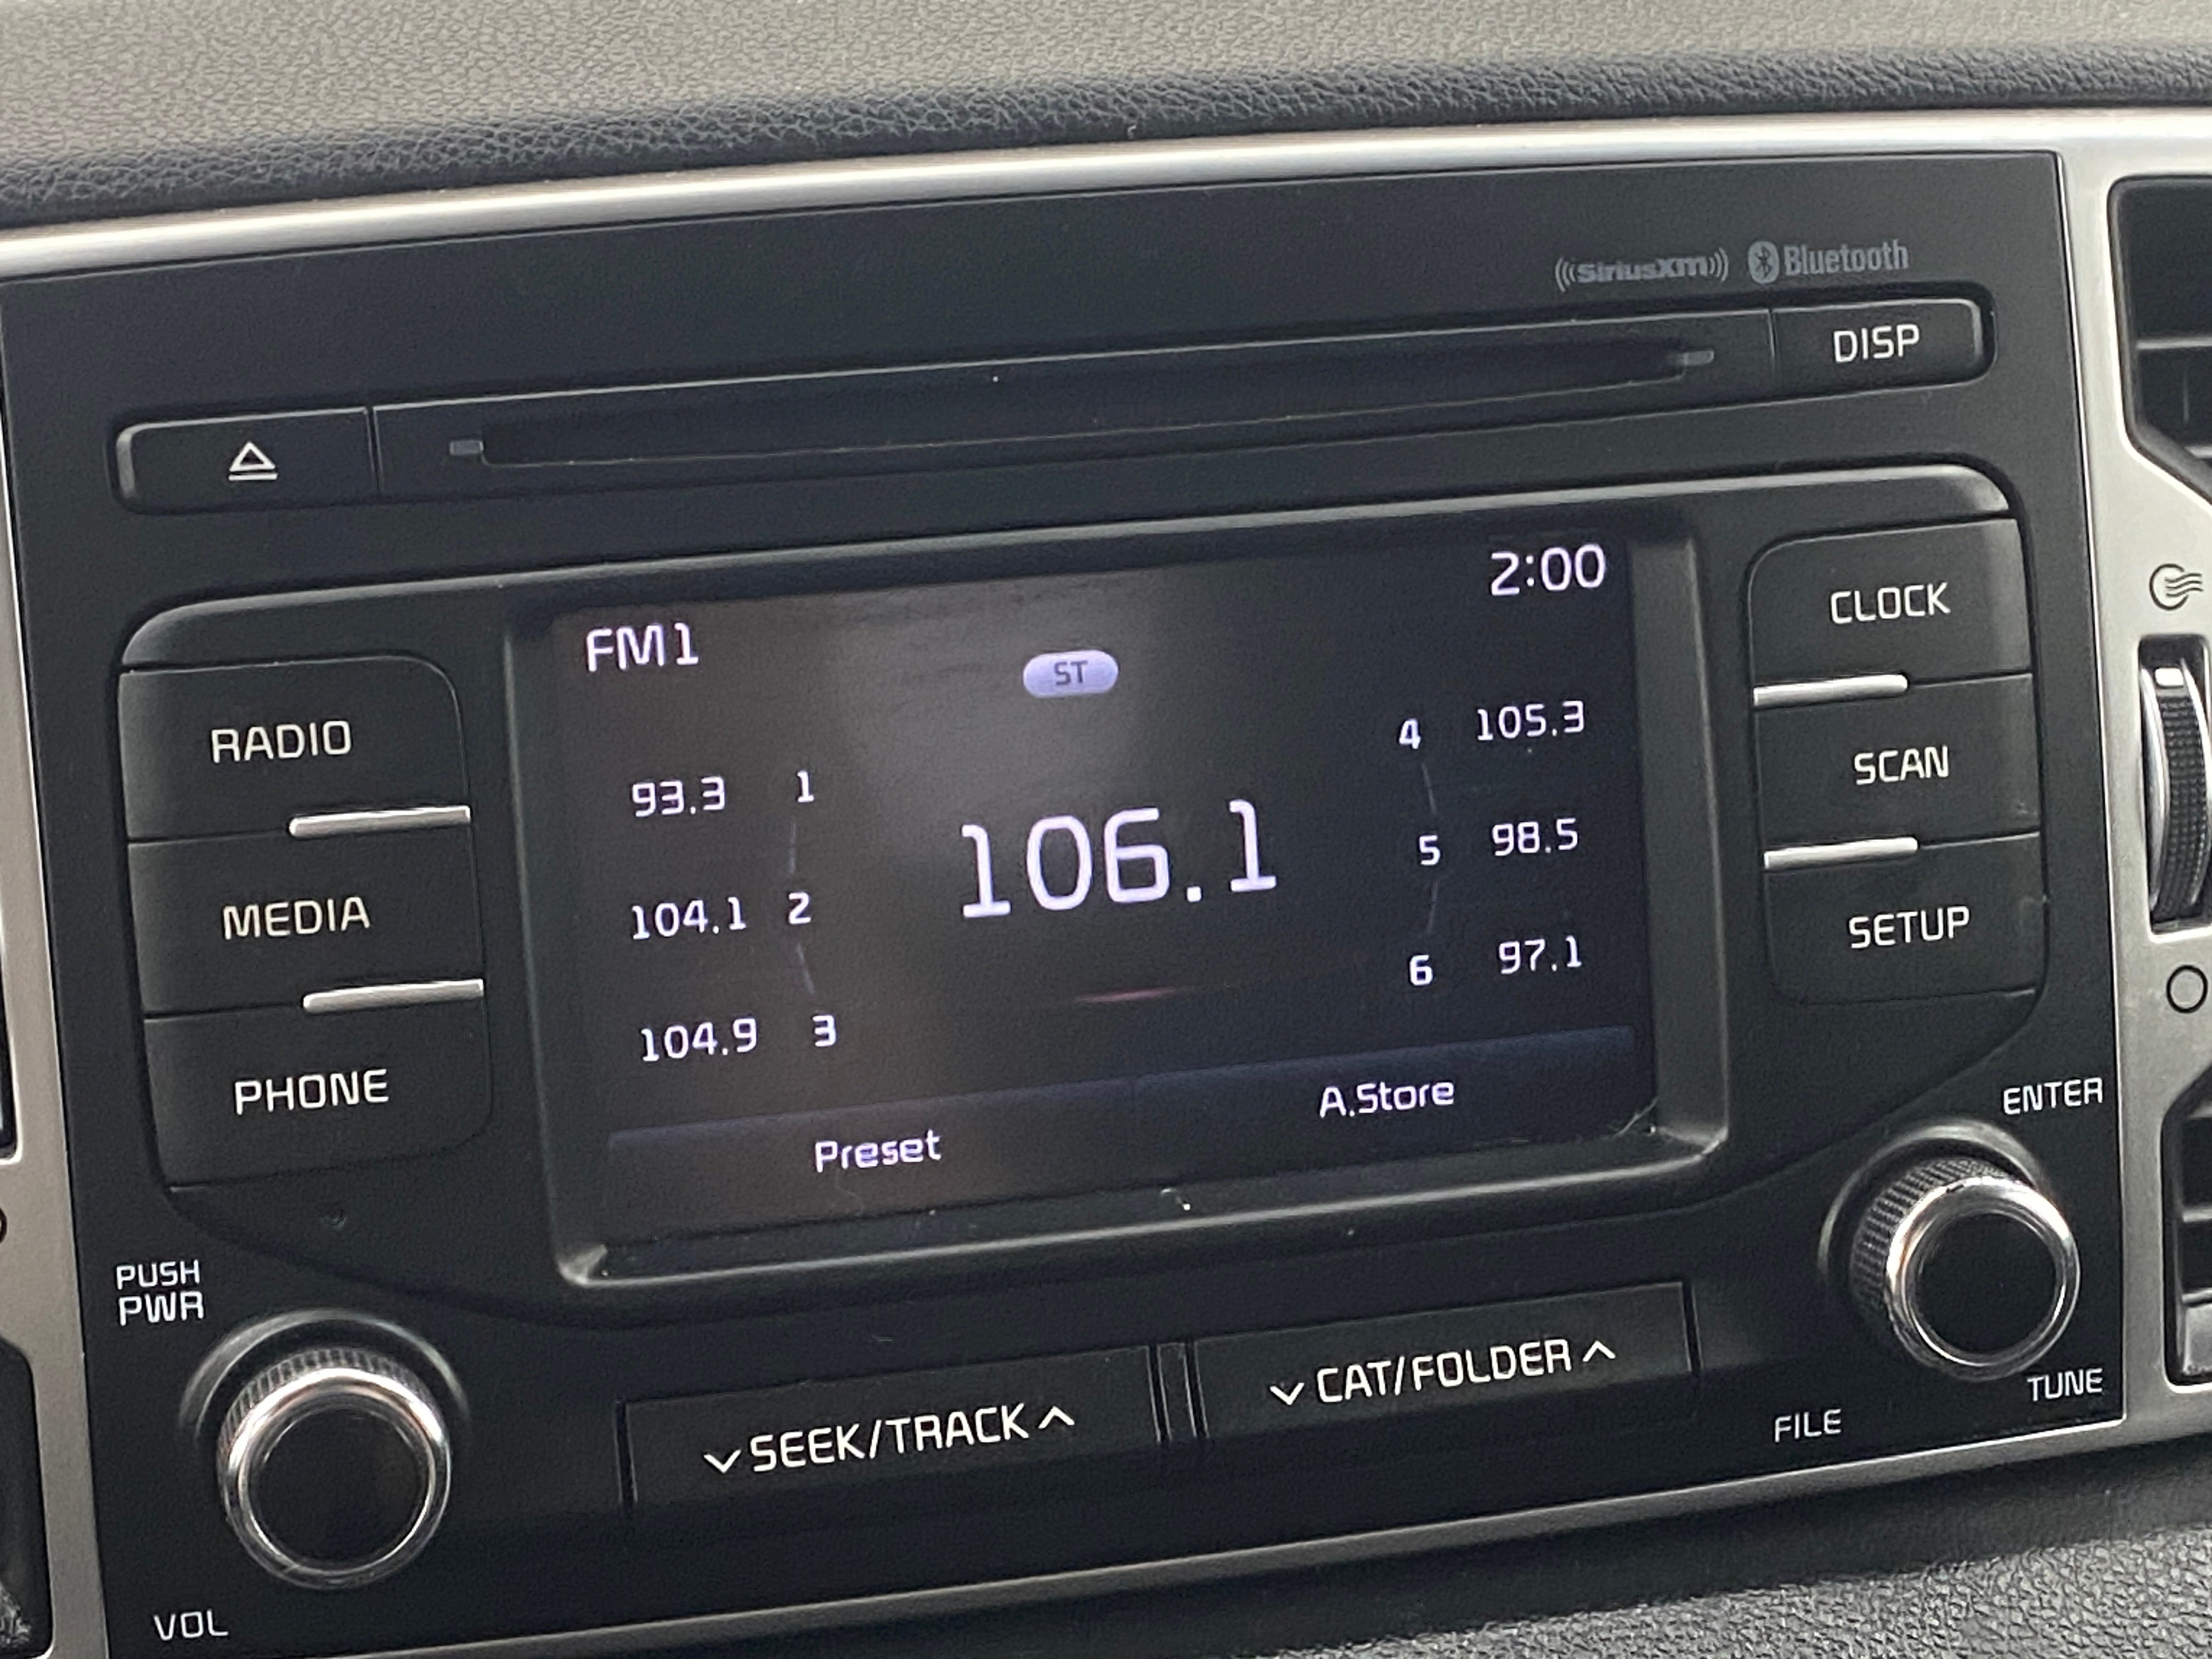 SiriusXM Bluetooth
DISP
2:00
FM1
ST
CLOCK
RADIO
93.3 1
4 105.3
SCAN
106.1
MEDIA
104.1 2
5 98.5
SETUP
104.9 3
6 97.1
PHONE
Preset
A.Store
ENTER
PUSH
PWR
SEEK/TRACK
CAT/FOLDER
TUNE
FILE
VOL